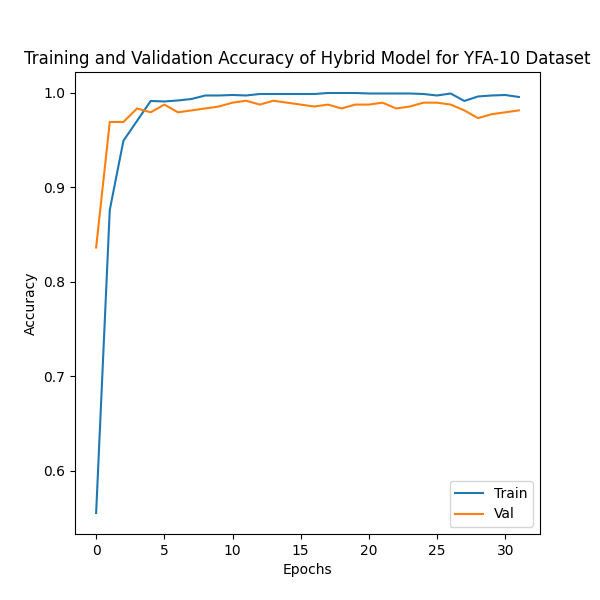 Training and Validation Accuracy of Hybrid Model for YFA-10 Dataset
1.0
0.9
0.8
0.7
0.6
Accuracy
0
5
10
15
20
25
30
Epochs
Train
Val